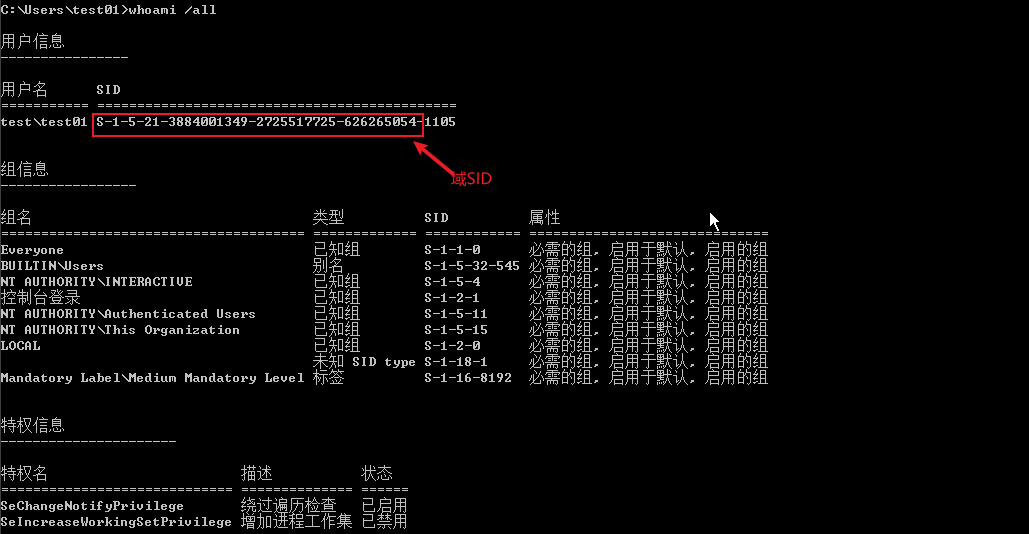 C:\Users\test01>whoami /all
用户信息
----------------
用户名 SID
=========== =============================================
test\test01 S-1-5-21-3884001349-2725517725-626265054-1105
域SID
组信息
-----------------
组名 类型 SID 属性
====================================== ============= ============ ==============================
Everyone 已知组 S-1-1-0 必需的组, 启用于默认, 启用的组
BUILTIN\Users 别名 S-1-5-32-545 必需的组, 启用于默认, 启用的组
NT AUTHORITY\INTERACTIVE 已知组 S-1-5-4 必需的组, 启用于默认, 启用的组
控制台登录 已知组 S-1-2-1 必需的组, 启用于默认, 启用的组
NT AUTHORITY\Authenticated Users 已知组 S-1-5-11 必需的组, 启用于默认, 启用的组
NT AUTHORITY\This Organization 已知组 S-1-5-15 必需的组, 启用于默认, 启用的组
LOCAL 已知组 S-1-2-0 必需的组, 启用于默认, 启用的组
未知 SID type S-1-18-1 必需的组, 启用于默认, 启用的组
Mandatory Label\Medium Mandatory Level 标签 S-1-16-8192 必需的组, 启用于默认, 启用的组
特权信息
----------------------
特权名 描述 状态
============================= ============== ======
SeChangeNotifyPrivilege 绕过遍历检查 已启用
SeIncreaseWorkingSetPrivilege 增加进程工作集 已禁用